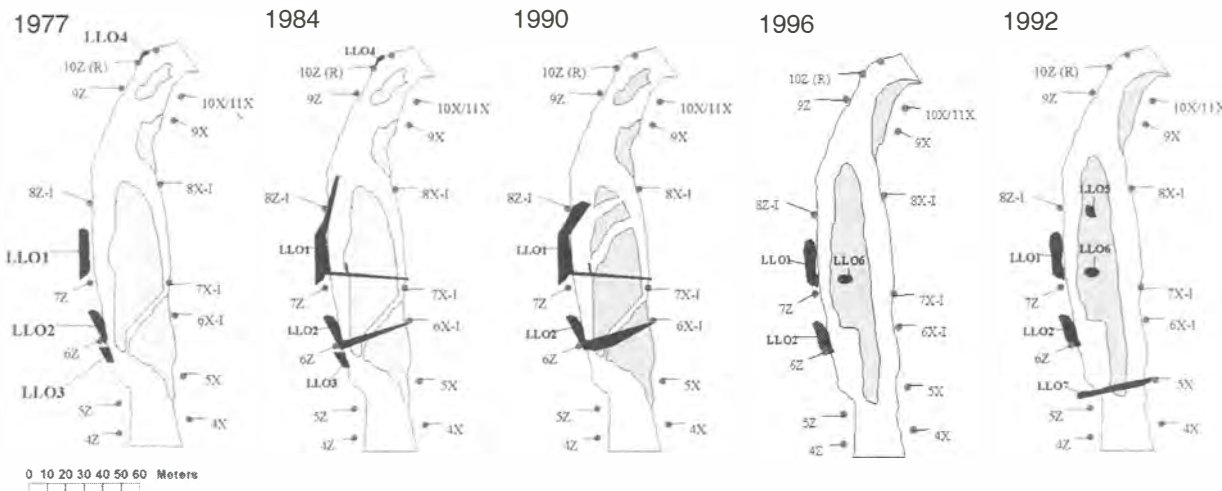 1977
LLO4
10Z (R)
9Z
10X/11X
9X
8X-I
8Z-I
LLO1
7Z
7X-I
6X-I
LLO2
6Z
LLO3
5X
5Z
4X
4Z
0 10 20 30 40 50 60 Meters
1984
LLO4
10Z (R)
9Z
10X/11X
9X
8X-I
8Z-I
LLO1
7Z
7X-I
6X-I
LLO2
6Z
LLO3
5X
5Z
4X
4Z
1990
10Z (R)
9Z
10X/11X
9X
8X-I
8Z-I
LLO1
7Z
7X-I
6X-I
LLO2
6Z
5X
5Z
4X
4Z
1996
10Z (R)
9Z
10X/11X
9X
8X-I
8Z-I
LLO1
LLO6
7Z
7X-I
6X-I
LLO2
6Z
5X
5Z
4X
4Z
1992
10Z (R)
9Z
10X/11X
9X
8X-I
8Z-I
LLO5
LLO1
LLO6
7Z
7X-I
6X-I
LLO2
6Z
LLO7
5X
5Z
4X
4Z